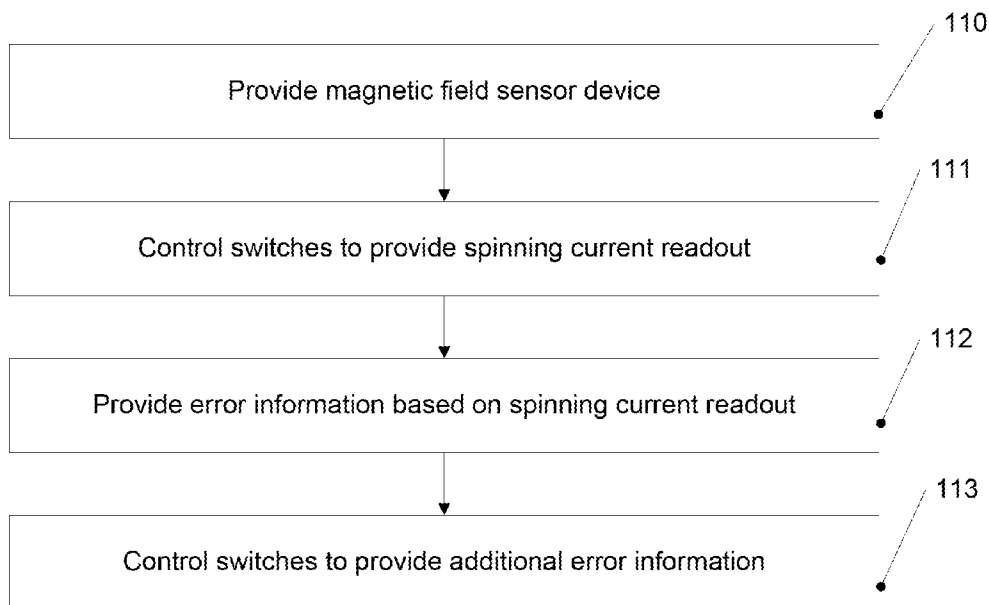 110
Provide magnetic field sensor device
111
Control switches to provide spinning current readout
112
Provide error information based on spinning current readout
113
Control switches to provide additional error information